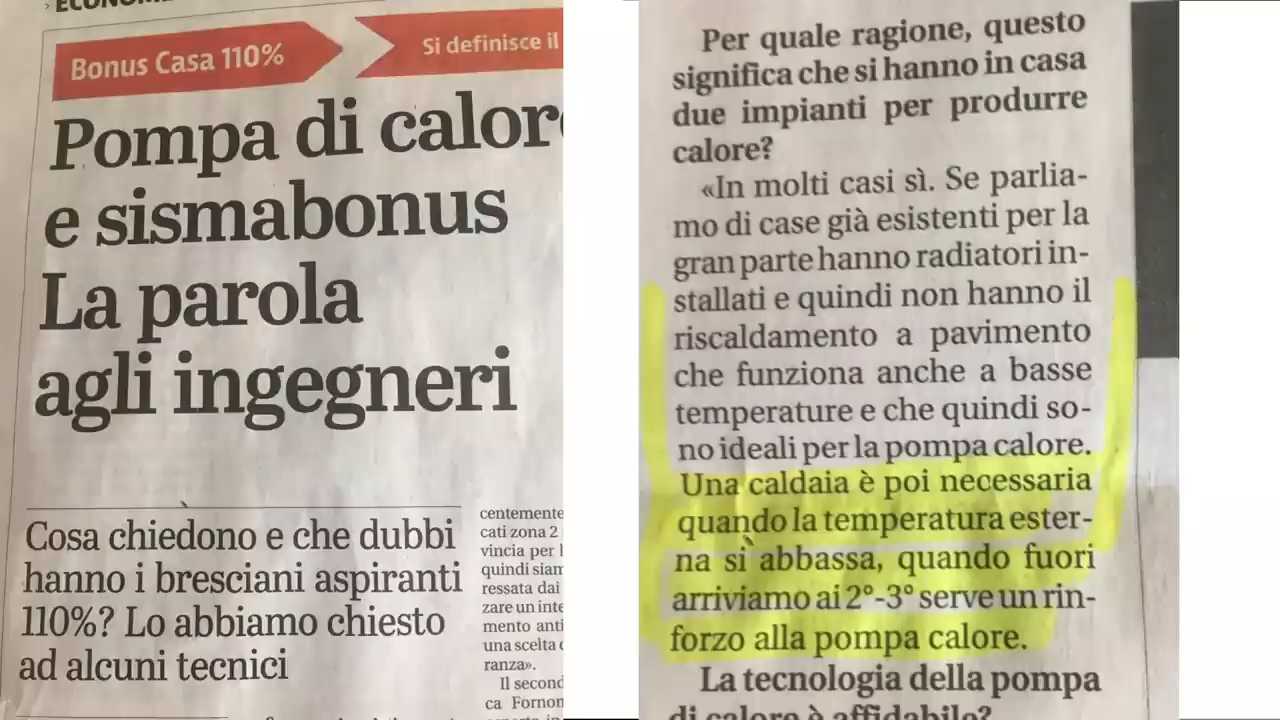 Bonus Casa 110%
Si definisce il
Pompa di calor
e sismabonus
La parola
agli ingegneri
Cosa chiedono e che dubbi
hanno i bresciani aspiranti
110%? Lo abbiamo chiesto
ad alcuni tecnici
centemente
cati zona 2
vincia per l
quindi siam
ressata dai
zare un inte
mento anti
una scelta
ranza».
Il second
ca Fornon
Per quale ragione, questo
significa che si hanno in casa
due impianti per produrre
calore?
«In molti casi sì. Se parlia-
mo di case già esistenti per la
gran parte hanno radiatori in-
stallati e quindi non hanno il
riscaldamento a pavimento
che funziona anche a basse
temperature e che quindi so-
no ideali per la pompa calore.
Una caldaia è poi necessaria
quando la temperatura ester-
na si abbassa, quando fuori
arriviamo ai 2°-3° serve un rin-
forzo alla pompa calore.
La tecnologia della pompa
di calore è affidabile?